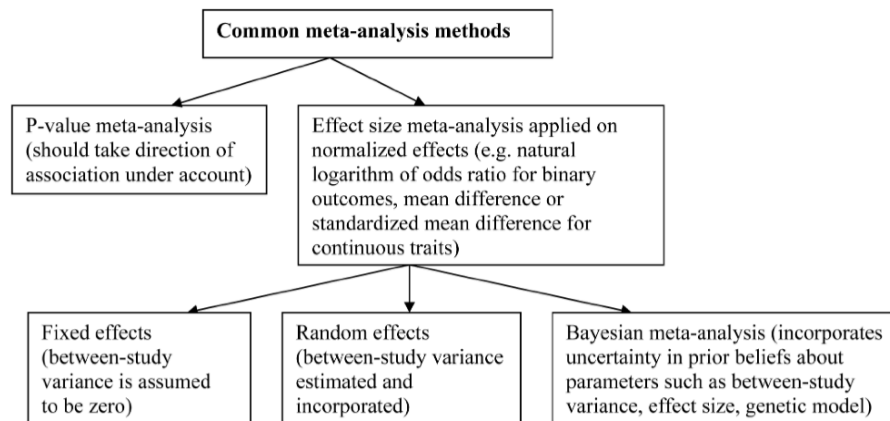 Common meta-analysis methods
P-value meta-analysis
(should take direction of
association under account)
Effect size meta-analysis applied on
normalized effects (e.g. natural
logarithm of odds ratio for binary
outcomes, mean difference or
standardized mean difference for
continuous traits)
Fixed effects
(between-study
variance is assumed
to be zero)
Random effects
(between-study variance
estimated and
incorporated)
Bayesian meta-analysis (incorporates
uncertainty in prior beliefs about
parameters such as between-study
variance, effect size, genetic model)